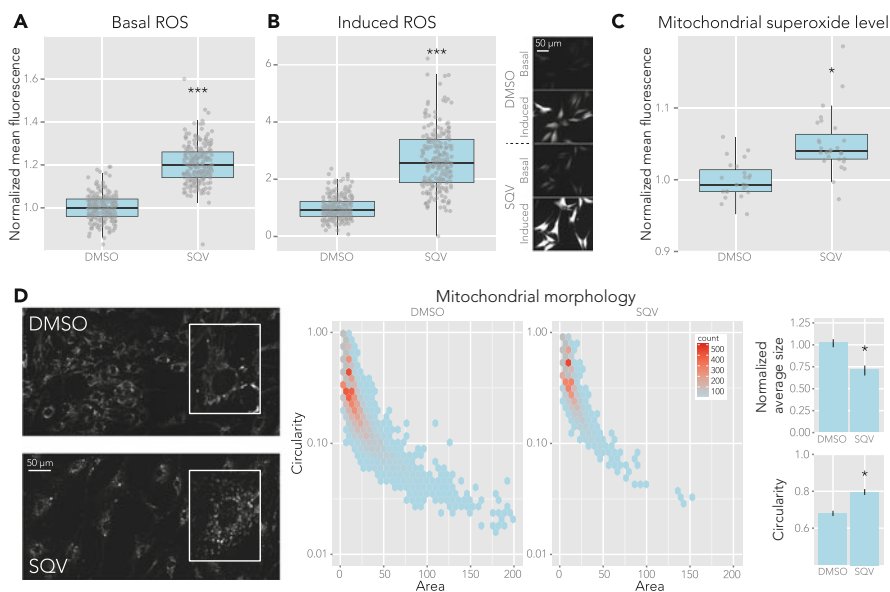 A Basal ROS
Normalized mean fluorescence
1.6
1.4
1.2
1.0
***
DMSO SQV
B Induced ROS
6
4
2
0
***
DMSO SQV
50 µm
DMSO
Basal
Induced
SQV
Basal
Induced
C Mitochondrial superoxide level
Normalized mean fluorescence
1.1
1.0
0.9
*
DMSO SQV
D
DMSO
50 µm
SQV
Mitochondrial morphology
DMSO SQV
Circularity
1.00
0.10
0.01
0 50 100 150 200
Area
1.00
0.10
0.01
count
500
400
300
200
100
0 50 100 150 200
Area
Normalized
average size
1.25
1.00
0.75
0.50
0.25
0.00
*
DMSO SQV
Circularity
1.0
0.8
0.6
*
DMSO SQV